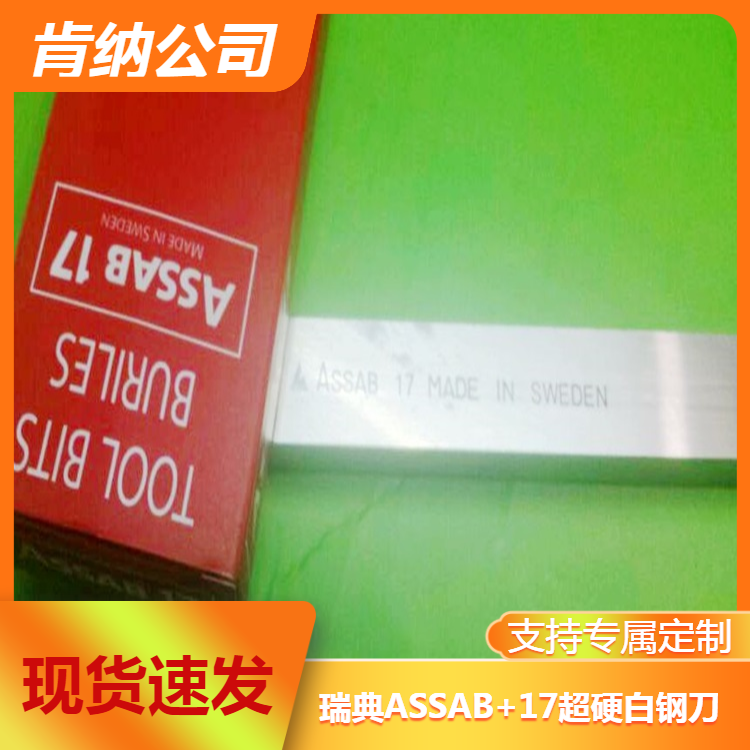 肯纳公司
ASSAB 17
MADE IN SWEDEN
TOOL BITS
BURILES
ASSAB 17 MADE IN SWEDEN
支持专属定制
现货速发
瑞典ASSAB+17超硬白钢刀